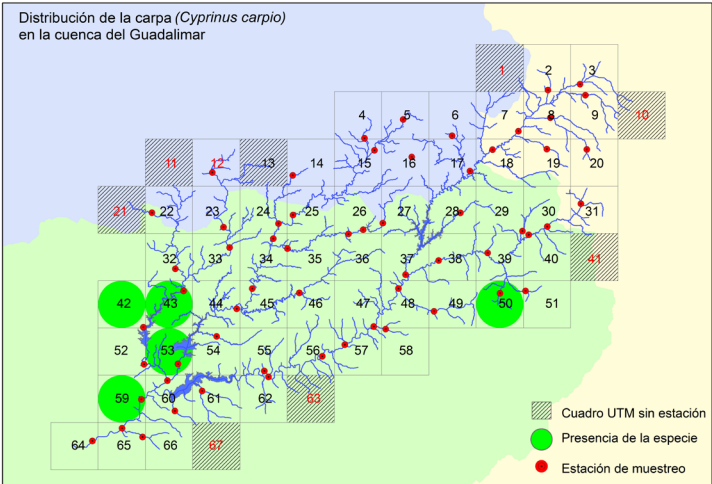 Distribución de la carpa (Cyprinus carpio)
en la cuenca del Guadalimar
1 2 3
4 5 6 7 8 9 10
11 12 13 14 15 16 17 18 19 20
21 22 23 24 25 26 27 28 29 30 31
32 33 34 35 36 37 38 39 40 41
42 43 44 45 46 47 48 49 50 51
52 53 54 55 56 57 58
59 60 61 62 63
64 65 66 67
Cuadro UTM sin estación
Presencia de la especie
Estación de muestreo